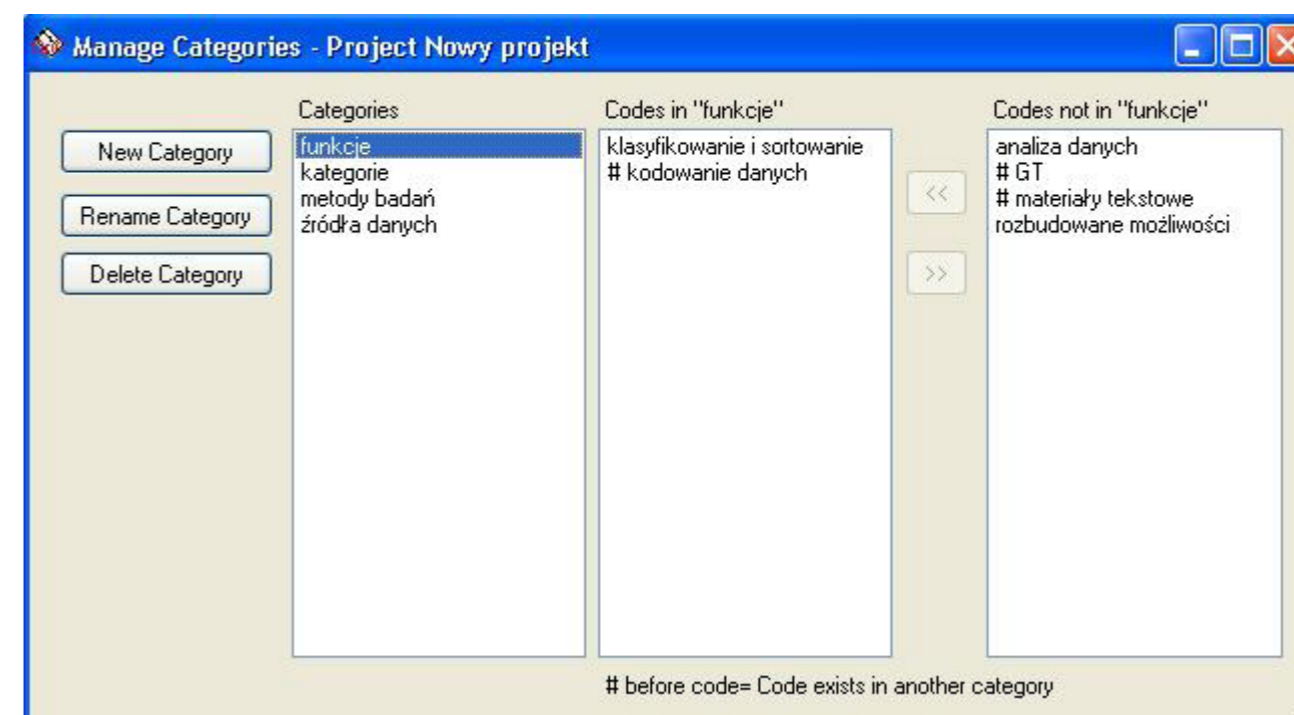 Manage Categories - Project Nowy projekt
Categories
Codes in "funkcje"
Codes not in "funkcje"
New Category
Rename Category
Delete Category
funkcje
kategorie
metody badań
źródła danych
klasyfikowanie i sortowanie
# kodowanie danych
<<
>>
analiza danych
# GT
# materiały tekstowe
rozbudowane możliwości
# before code= Code exists in another category